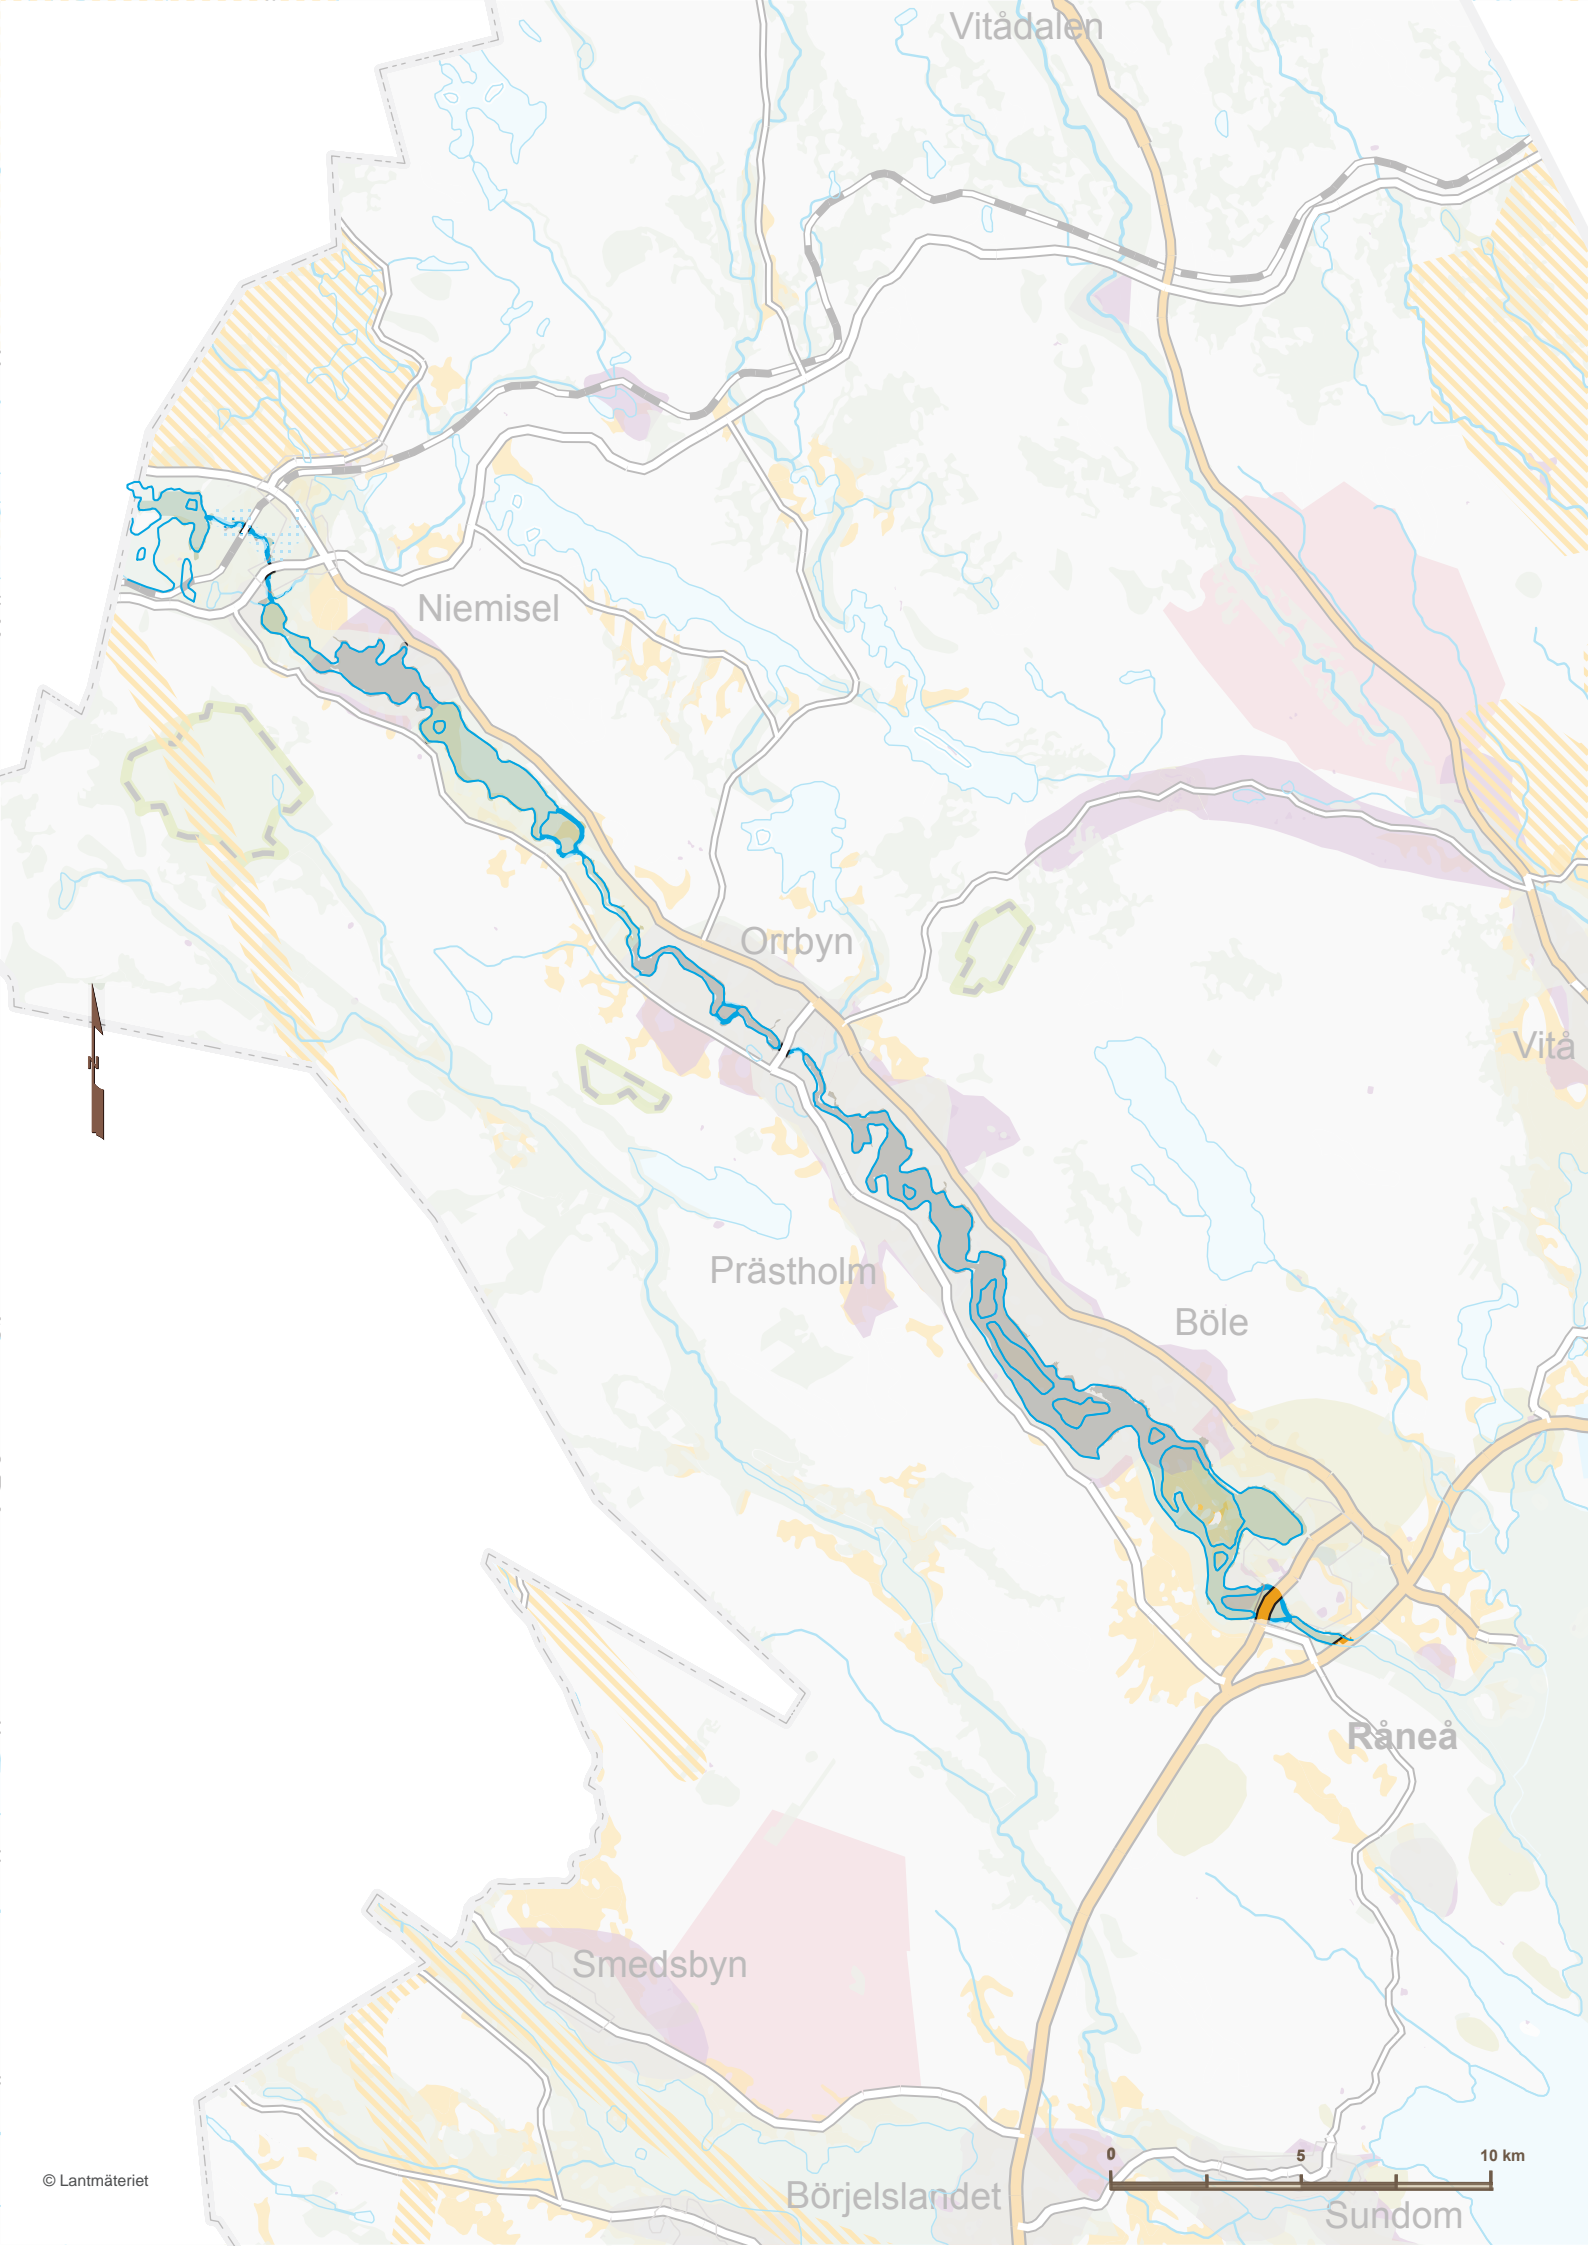 Vitådalen
Niemisel
Orrbyn
Vitå
N
Prästholm
Böle
Råneå
Smedsbyn
0 5 10 km
© Lantmäteriet
Börjelslandet
Sundom